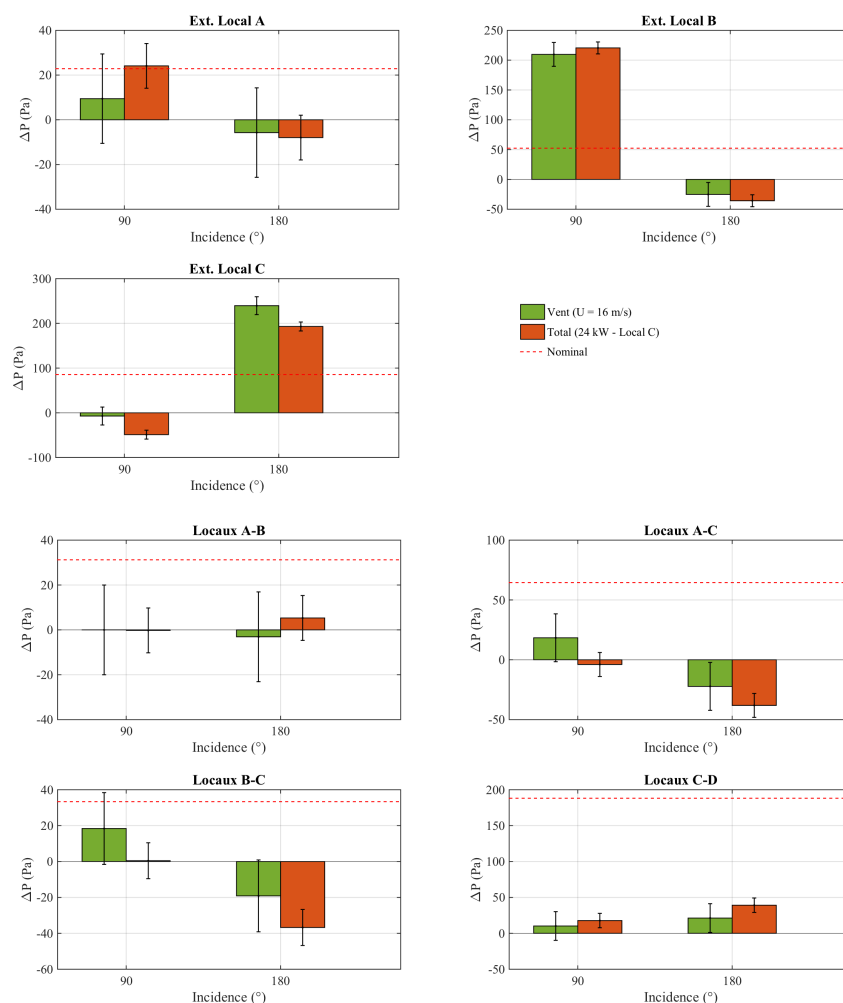 Ext. Local A
40
20
0
-20
-40
ΔP (Pa)
90
180
Incidence (°)
Ext. Local B
250
200
150
100
50
0
-50
ΔP (Pa)
90
180
Incidence (°)
Ext. Local C
300
200
100
0
-100
ΔP (Pa)
90
180
Incidence (°)
Vent (U = 16 m/s)
Total (24 kW - Local C)
Nominal
Locaux A-B
40
20
0
-20
-40
ΔP (Pa)
90
180
Incidence (°)
Locaux A-C
100
50
0
-50
ΔP (Pa)
90
180
Incidence (°)
Locaux B-C
40
20
0
-20
-40
-60
ΔP (Pa)
90
180
Incidence (°)
Locaux C-D
200
150
100
50
0
-50
ΔP (Pa)
90
180
Incidence (°)